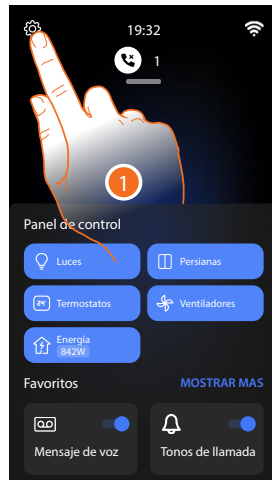 19:32
1
1
Panel de control
Luces
Persianas
Termostatos
Ventiladores
Energía
842W
Favoritos
MOSTRAR MAS
Mensaje de voz
Tonos de llamada